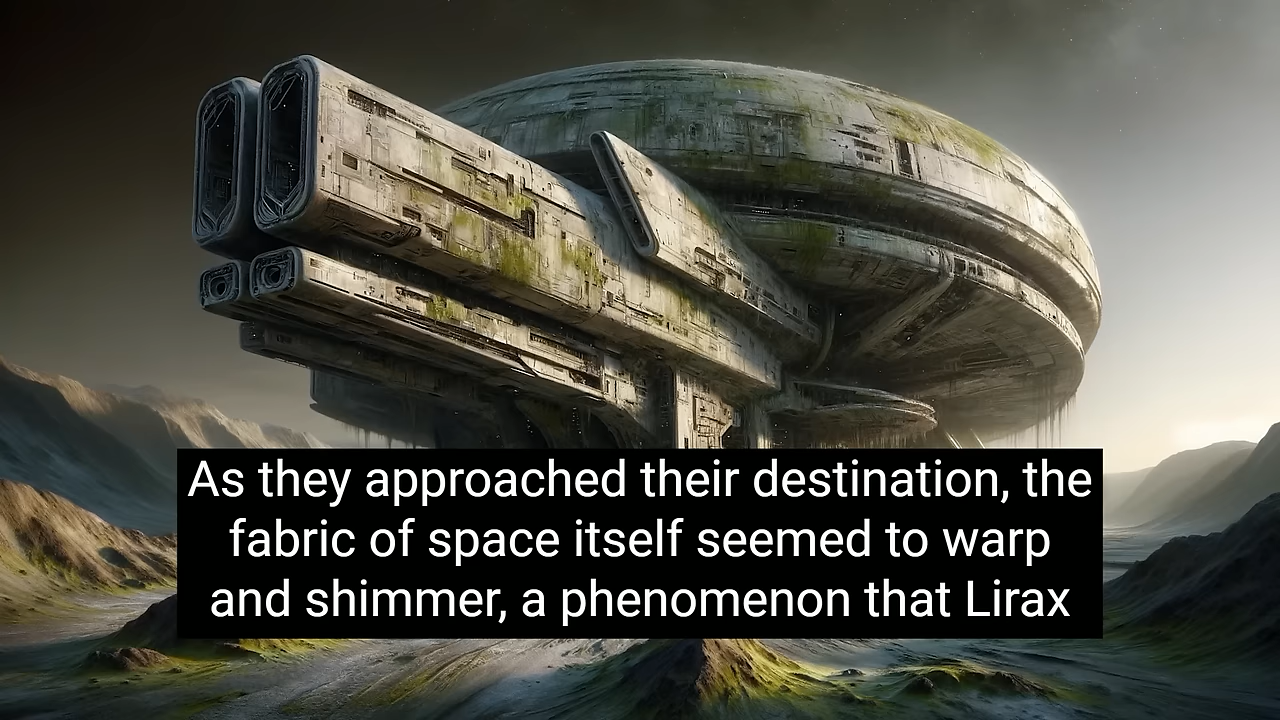 As they approached their destination, the
fabric of space itself seemed to warp
and shimmer, a phenomenon that Lirax